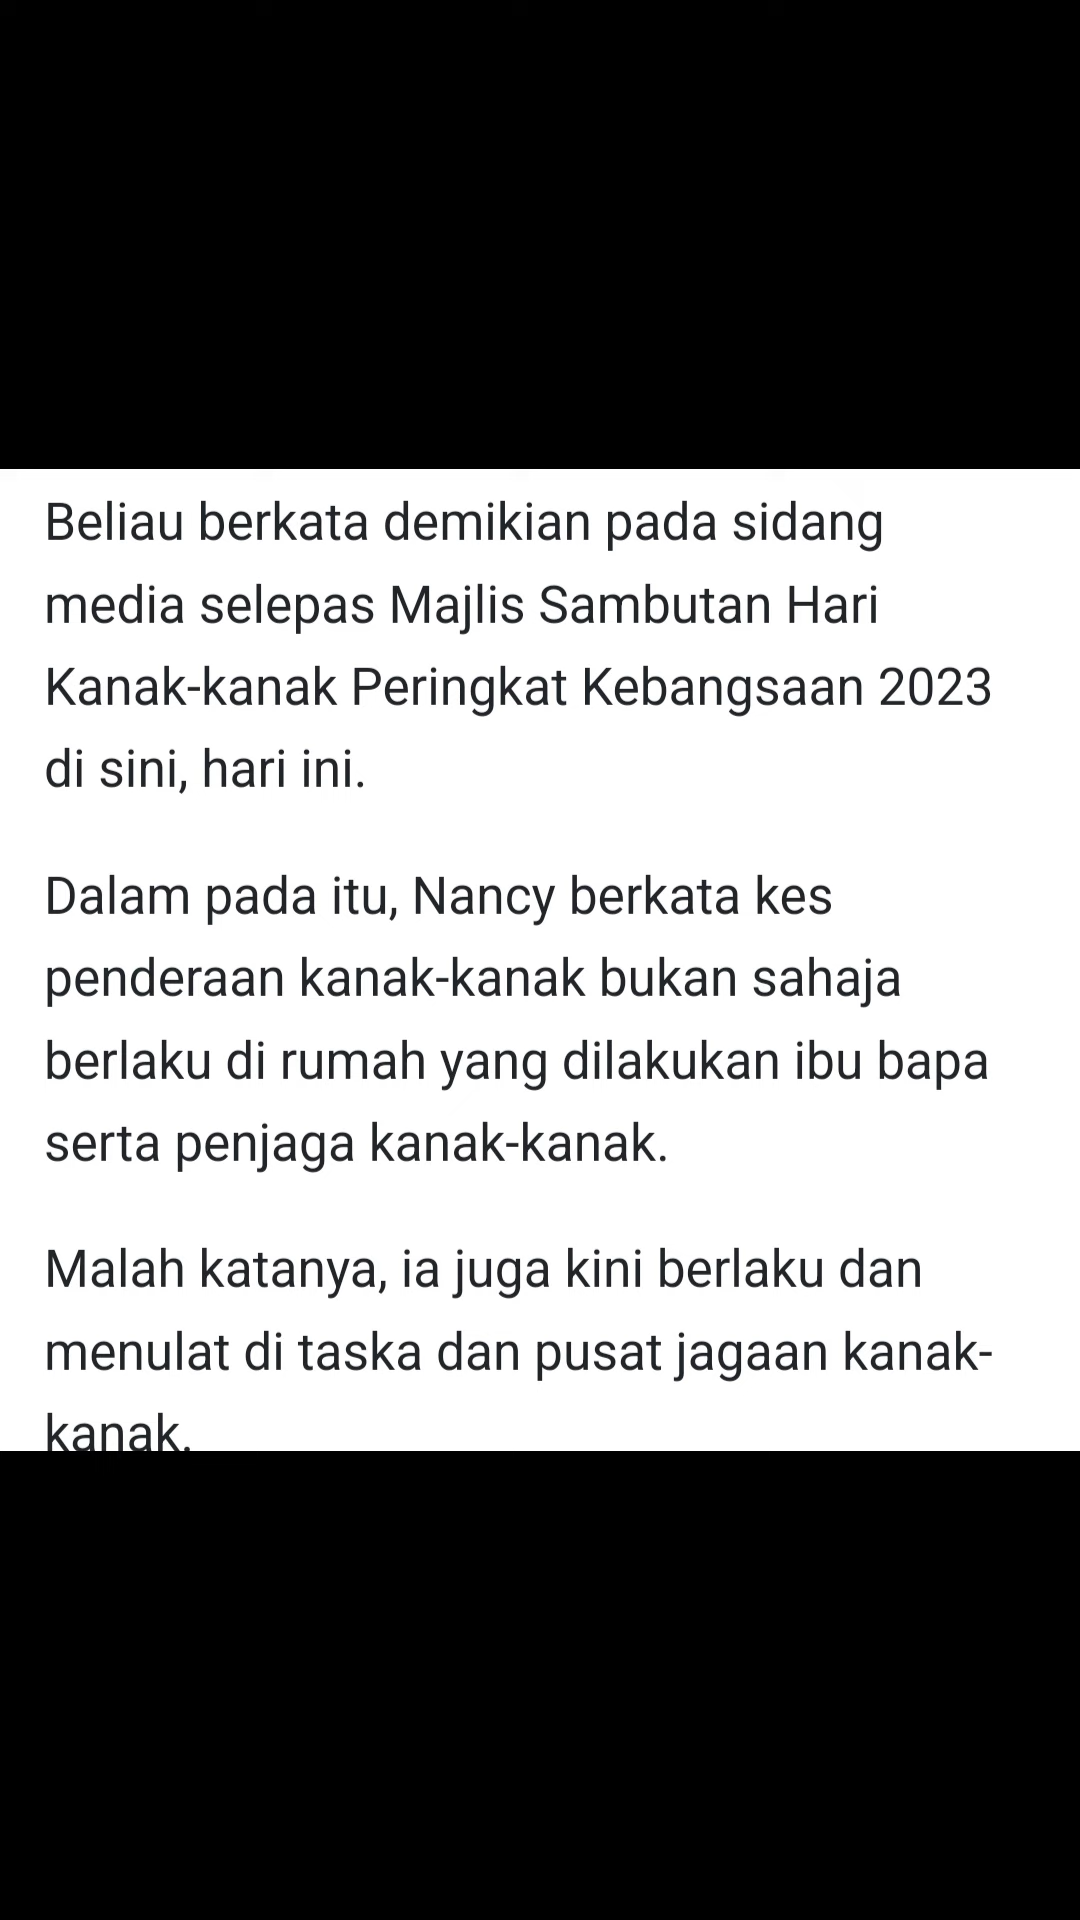 Beliau berkata demikian pada sidang
media selepas Majlis Sambutan Hari
Kanak-kanak Peringkat Kebangsaan 2023
di sini, hari ini.
Dalam pada itu, Nancy berkata kes
penderaan kanak-kanak bukan sahaja
berlaku di rumah yang dilakukan ibu bapa
serta penjaga kanak-kanak.
Malah katanya, ia juga kini berlaku dan
menulat di taska dan pusat jagaan kanak-
kanak.